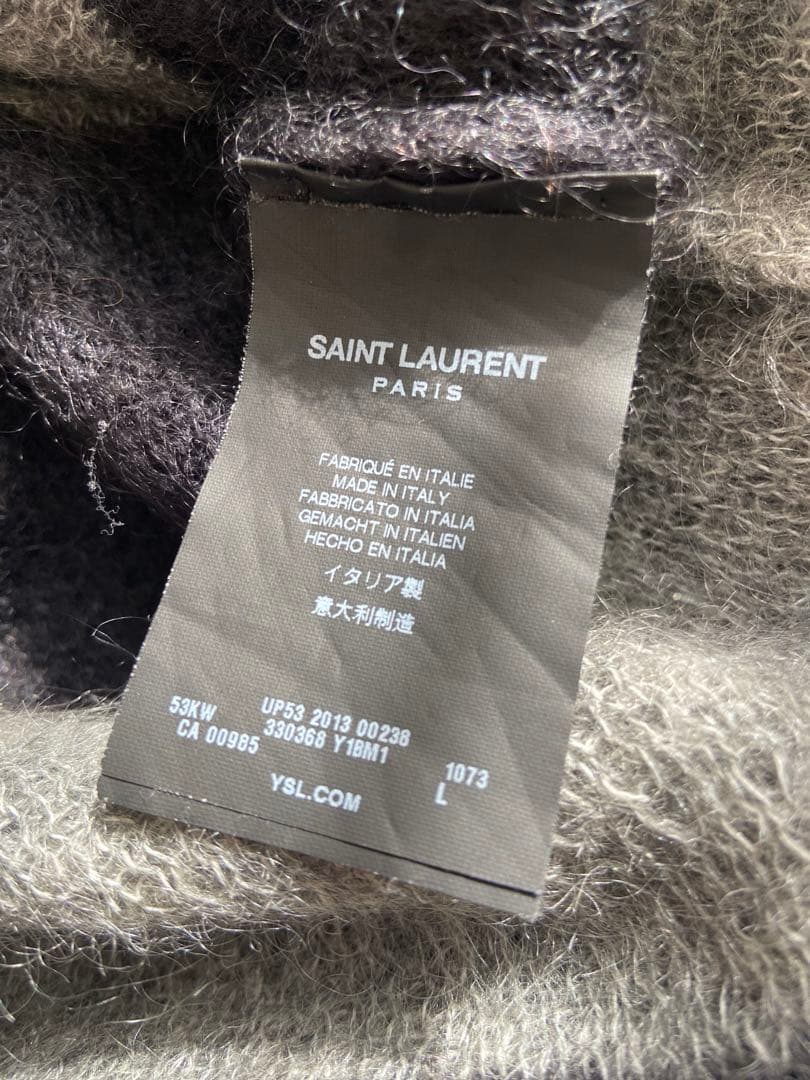 SAINT LAURENT
PARIS
FABRIQUÉ EN ITALIE
MADE IN ITALY
FABBRICATO IN ITALIA
GEMACHT IN ITALIEN
HECHO EN ITALIA
イタリア製
意大利制造
53KW UP53 2013 00238
CA 00985 330368 Y1BM1 1073
YSL.COM L